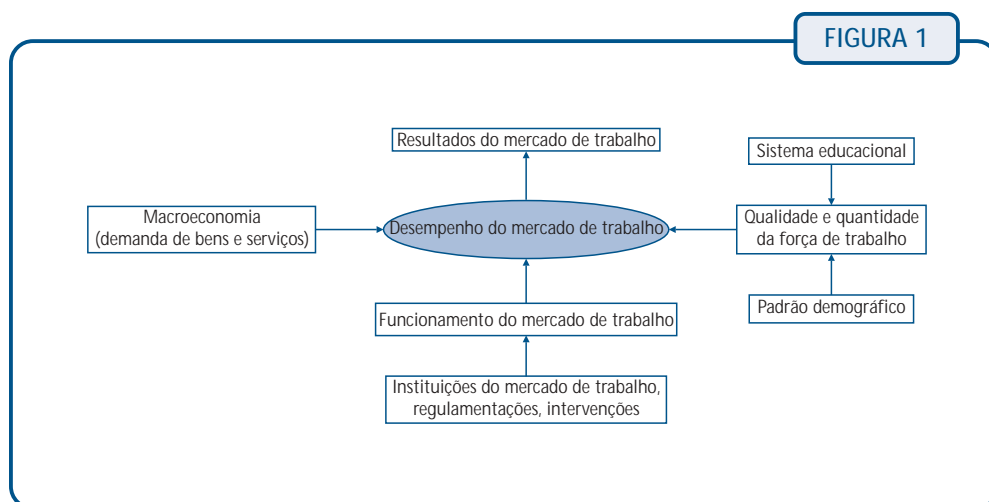 FIGURA 1
Resultados do mercado de trabalho
Sistema educacional
Macroeconomia
(demanda de bens e serviços)
Desempenho do mercado de trabalho
Qualidade e quantidade
da força de trabalho
Funcionamento do mercado de trabalho
Padrão demográfico
Instituições do mercado de trabalho,
regulamentações, intervenções